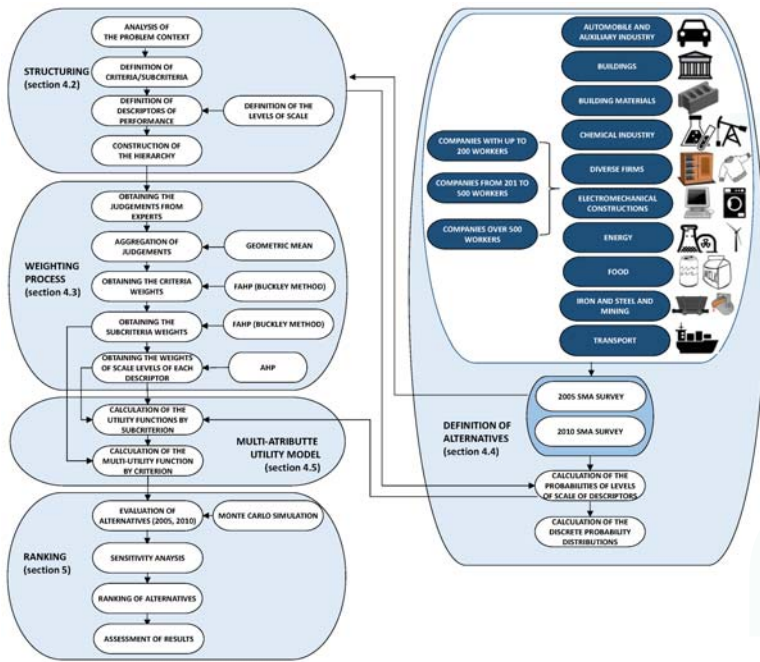 ANALYSIS OF
THE PROBLEM CONTEXT
STRUCTURING
(section 4.2)
DEFINITION OF
CRITERIA/SUBCRITERIA
DEFINITION OF
DESCRIPTORS OF
PERFORMANCE
DEFINITION OF THE
LEVELS OF SCALE
CONSTRUCTION
OF THE HIERARCHY
OBTAINING THE
JUDGEMENTS FROM
EXPERTS
WEIGHTING
PROCESS
(section 4.3)
AGGREGATION OF
JUDGEMENTS
GEOMETRIC MEAN
OBTAINING THE CRITERIA
WEIGHTS
FAHP (BUCKLEY METHOD)
OBTAINING THE
SUBCRITERIA WEIGHTS
FAHP (BUCKLEY METHOD)
OBTAINING THE WEIGHTS
OF SCALE LEVELS OF EACH
DESCRIPTOR
AHP
CALCULATION OF THE
UTILITY FUNCTIONS BY
SUBCRITERION
MULTI-ATRIBUTTE
UTILITY MODEL
(section 4.5)
CALCULATION OF THE
MULTI-UTILITY FUNCTION
BY CRITERION
EVALUATION OF
ALTERNATIVES (2005, 2010)
MONTE CARLO SIMULATION
RANKING
(section 5)
SENSITIVITY ANAYSIS
RANKING OF ALTERNATIVES
ASSESSMENT OF RESULTS
AUTOMOBILE AND
AUXILIARY INDUSTRY
BUILDINGS
BUILDING MATERIALS
CHEMICAL INDUSTRY
DIVERSE FIRMS
ELECTROMECHANICAL
CONSTRUCTIONS
ENERGY
FOOD
IRON AND STEEL AND
MINING
TRANSPORT
COMPANIES WITH UP TO
200 WORKERS
COMPANIES FROM 201 TO
500 WORKERS
COMPANIES OVER 500
WORKERS
DEFINITION OF
ALTERNATIVES
(section 4.4)
2005 SMA SURVEY
2010 SMA SURVEY
CALCULATION OF THE
PROBABILITIES OF LEVELS
OF SCALE OF DESCRIPTORS
CALCULATION OF THE
DISCRETE PROBABILITY
DISTRIBUTIONS